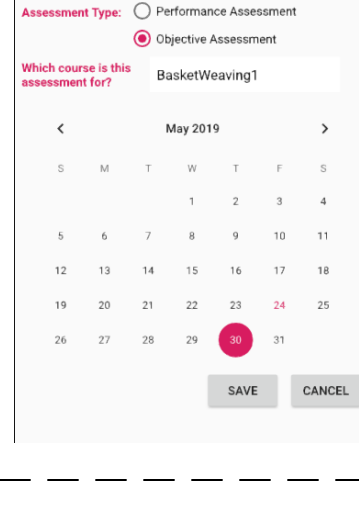 Assessment Type: Performance Assessment
Objective Assessment
Which course is this assessment for? BasketWeaving1
< May 2019 >
S M T W T F S
1 2 3 4
5 6 7 8 9 10 11
12 13 14 15 16 17 18
19 20 21 22 23 24 25
26 27 28 29 30 31
SAVE CANCEL